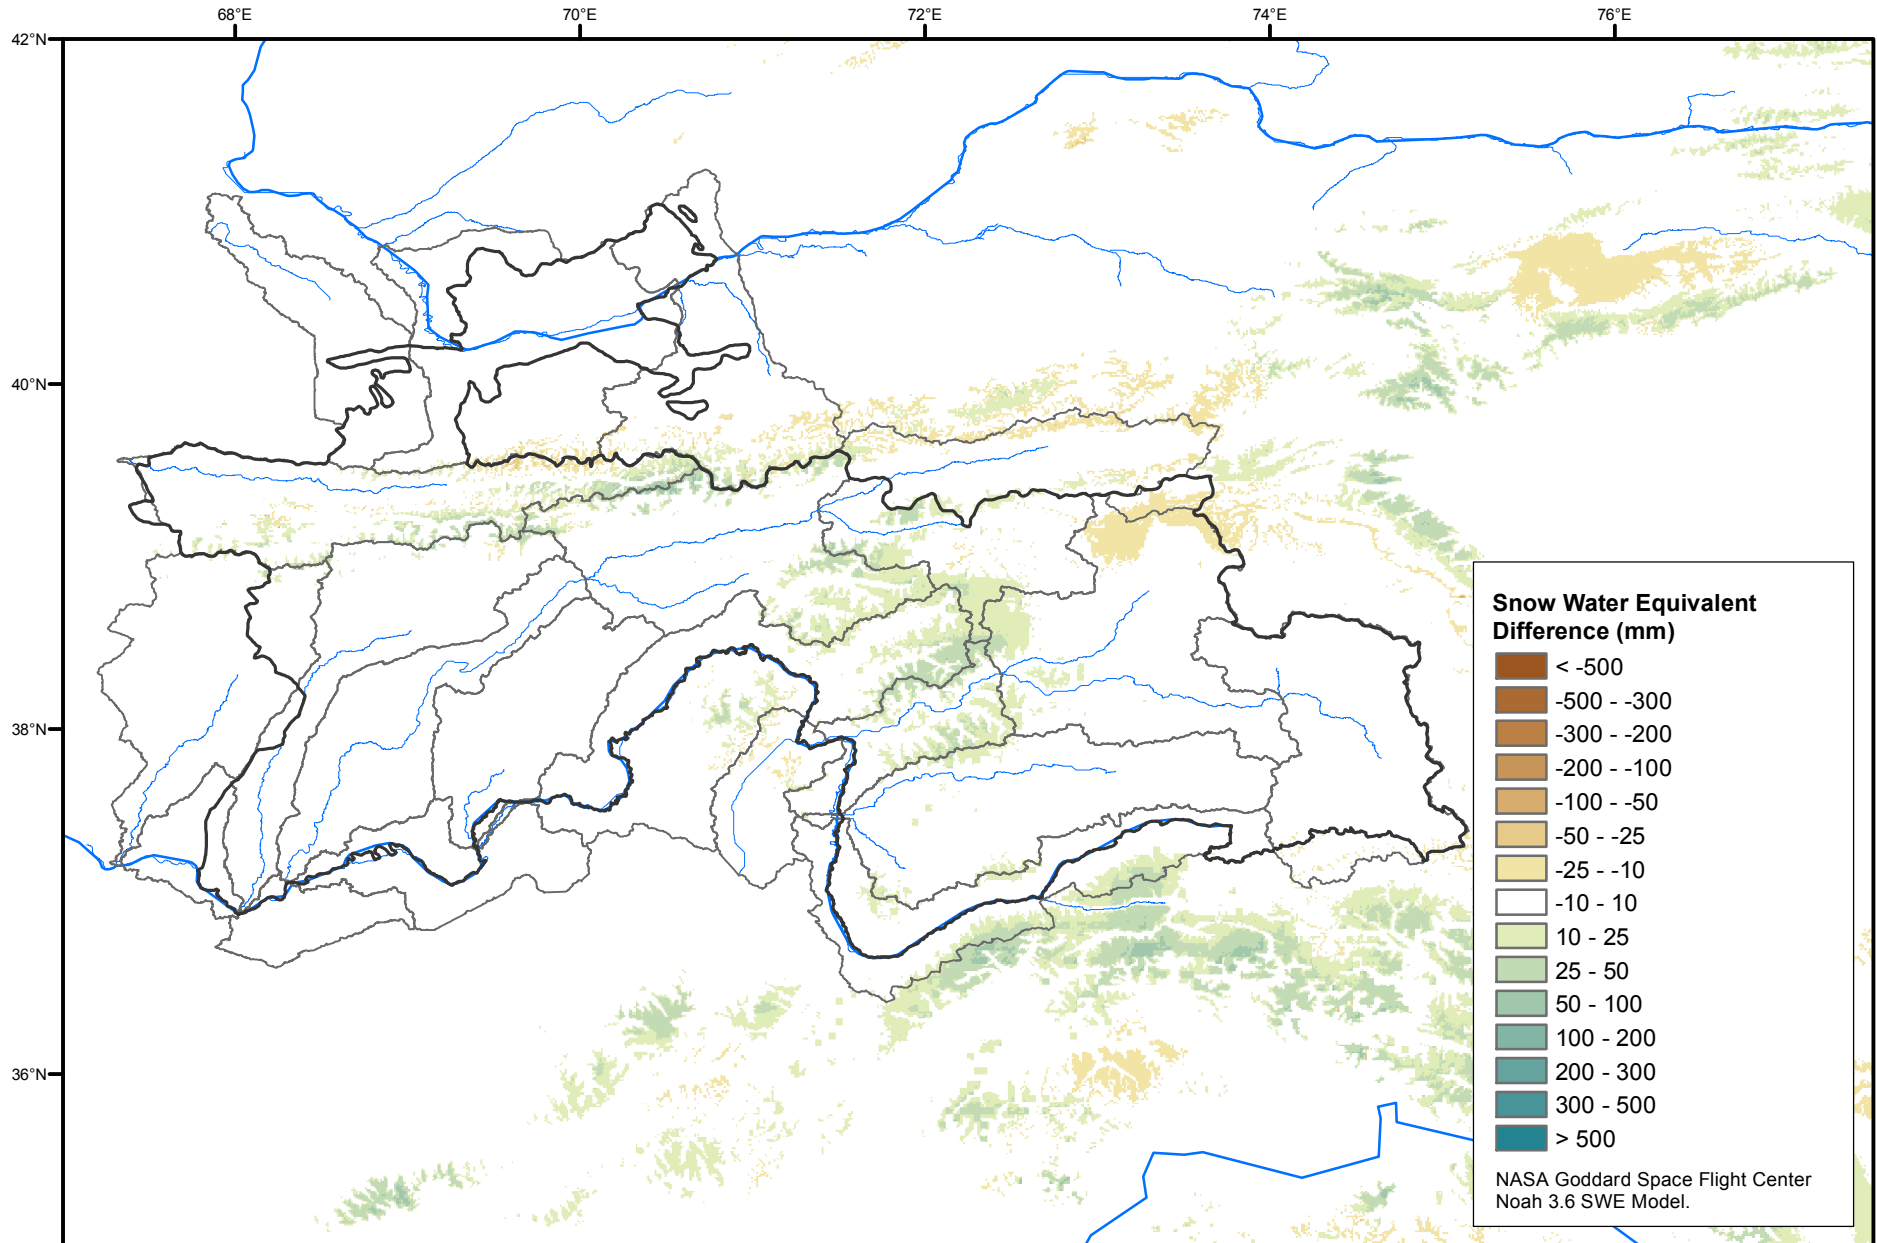 68°E
70°E
72°E
74°E
76°E
42°N
40°N
38°N
36°N
Snow Water Equivalent
Difference (mm)
< -500
-500 - -300
-300 - -200
-200 - -100
-100 - -50
-50 - -25
-25 - -10
-10 - 10
10 - 25
25 - 50
50 - 100
100 - 200
200 - 300
300 - 500
> 500
NASA Goddard Space Flight Center
Noah 3.6 SWE Model.